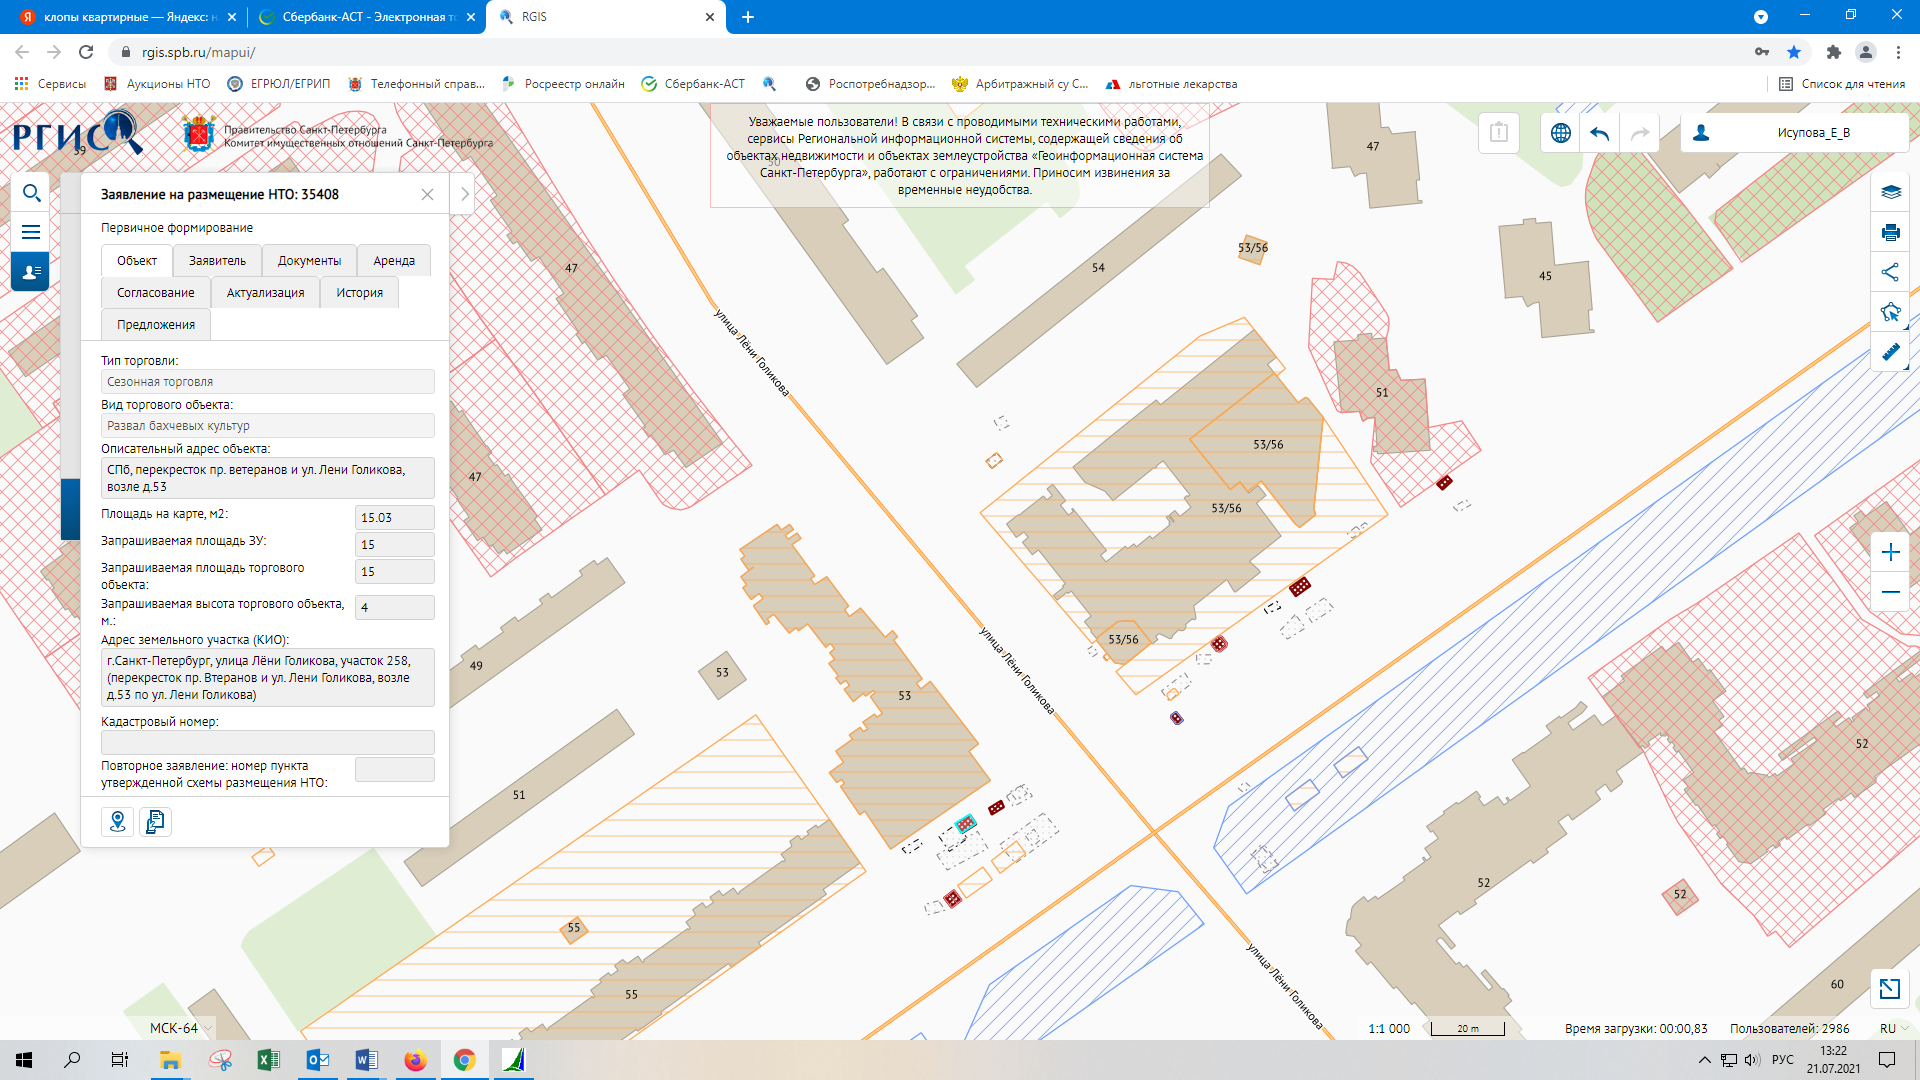 клопы квартирные — Яндекс: н
Сбербанк-АСТ - Электронная то
RGIS
rgis.spb.ru/mapui/
Сервисы
Аукционы НТО
ЕГРЮЛ/ЕГРИП
Телефонный справ...
Росреестр онлайн
Сбербанк-АСТ
Роспотребнадзор...
Арбитражный су С...
льготные лекарства
Список для чтения
РГИС
Правительство Санкт-Петербурга
Комитет имущественных отношений Санкт-Петербурга
Уважаемые пользователи! В связи с проводимыми техническими работами,
сервисы Региональной информационной системы, содержащей сведения об
объектах недвижимости и объектах землеустройства «Геоинформационная система
Санкт-Петербурга», работают с ограничениями. Приносим извинения за
временные неудобства.
Исупова_Е_В
Заявление на размещение НТО: 35408
Первичное формирование
Объект
Заявитель
Документы
Аренда
Согласование
Актуализация
История
Предложения
Тип торговли:
Сезонная торговля
Вид торгового объекта:
Развал бахчевых культур
Описательный адрес объекта:
СПб, перекресток пр. ветеранов и ул. Лени Голикова,
возле д.53
Площадь на карте, м2:
15.03
Запрашиваемая площадь ЗУ:
15
Запрашиваемая площадь торгового
объекта:
15
Запрашиваемая высота торгового объекта,
м.:
4
Адрес земельного участка (КИО):
г.Санкт-Петербург, улица Лёни Голикова, участок 258,
(перекресток пр. Втеранов и ул. Лени Голикова, возле
д.53 по ул. Лени Голикова)
Кадастровый номер:
Повторное заявление: номер пункта
утвержденной схемы размещения НТО:
39
50
47
53/56
47
54
45
улица Лёни Голикова
51
53/56
47
53/56
53/56
улица Лёни Голикова
49
53
53
52
51
52
52
55
улица Лёни Голикова
55
60
МСК-64
1:1 000
20 m
Время загрузки: 00:00,83
Пользователей: 2986
RU
РУС
13:22
21.07.2021